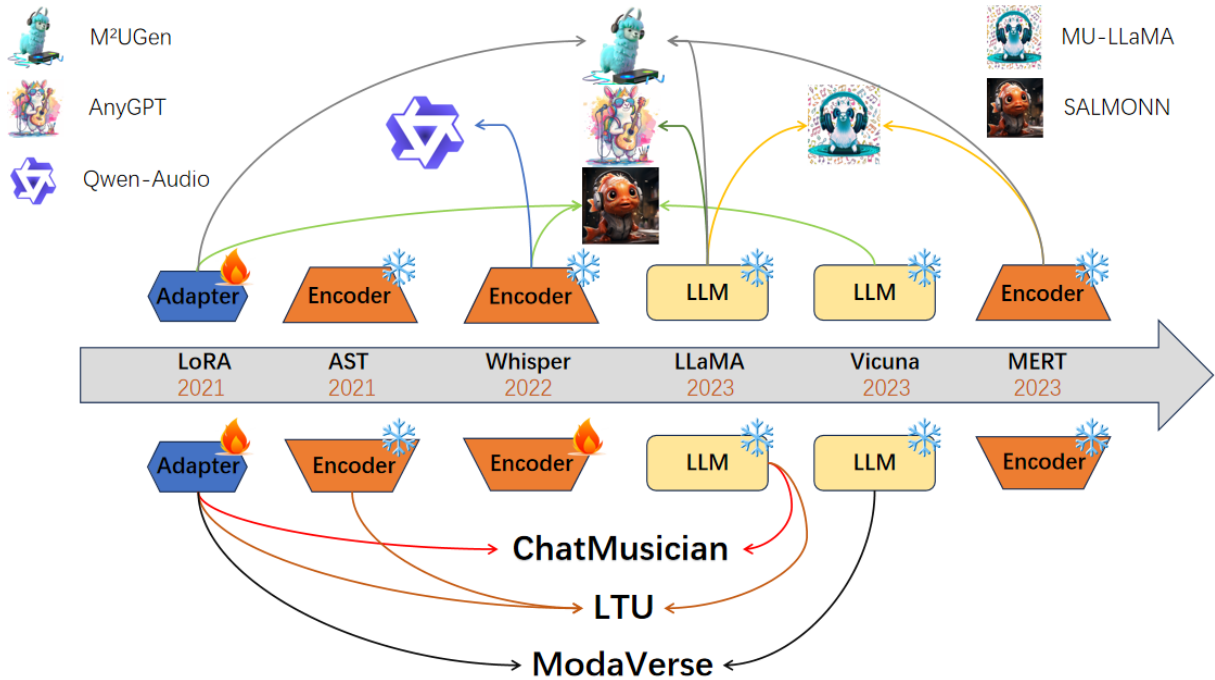 M²UGen
AnyGPT
Qwen-Audio
MU-LLaMA
SALMONN
Adapter
Encoder
Encoder
LLM
LLM
Encoder
LoRA
2021
AST
2021
Whisper
2022
LLaMA
2023
Vicuna
2023
MERT
2023
Adapter
Encoder
Encoder
LLM
LLM
Encoder
ChatMusician
LTU
ModaVerse